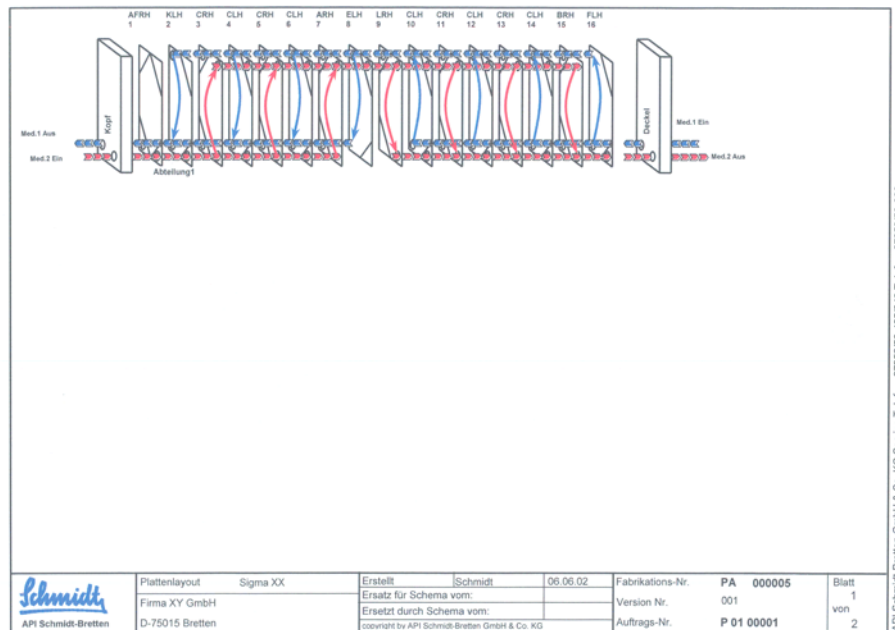 AFRH KLH CRH CLH CRH CLH ARH ELH LRH CLH CRH CLH CRH CLH BRH FLH
1 2 3 4 5 6 7 8 9 10 11 12 13 14 15 16
Kopf
Deckel
Med.1 Aus
Med.2 Ein
Med.1 Ein
Med.2 Aus
Abteilung1
Schmidt
API Schmidt-Bretten
Plattenlayout Sigma XX
Firma XY GmbH
D-75015 Bretten
Erstellt Schmidt 06.06.02
Ersatz für Schema vom:
Ersetzt durch Schema vom:
copyright by API Schmidt-Bretten GmbH & Co. KG
Fabrikations-Nr. PA 000005
Version Nr. 001
Auftrags-Nr. P 01 00001
Blatt
1
von
2